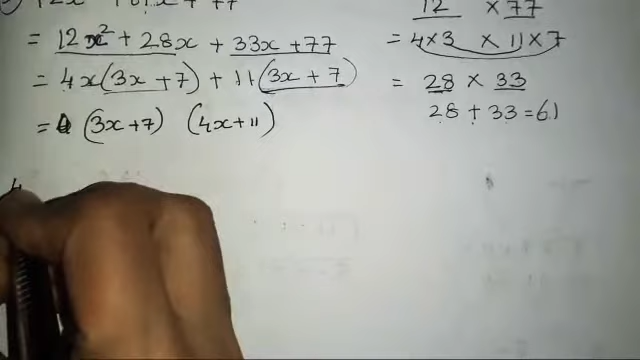 12 × 77
= 12x² + 28x + 33x + 77
= 4×3 × 11×7
= 4x(3x + 7) + 11(3x + 7)
= 28 × 33
= (3x+7) (4x+11)
28 + 33 = 61